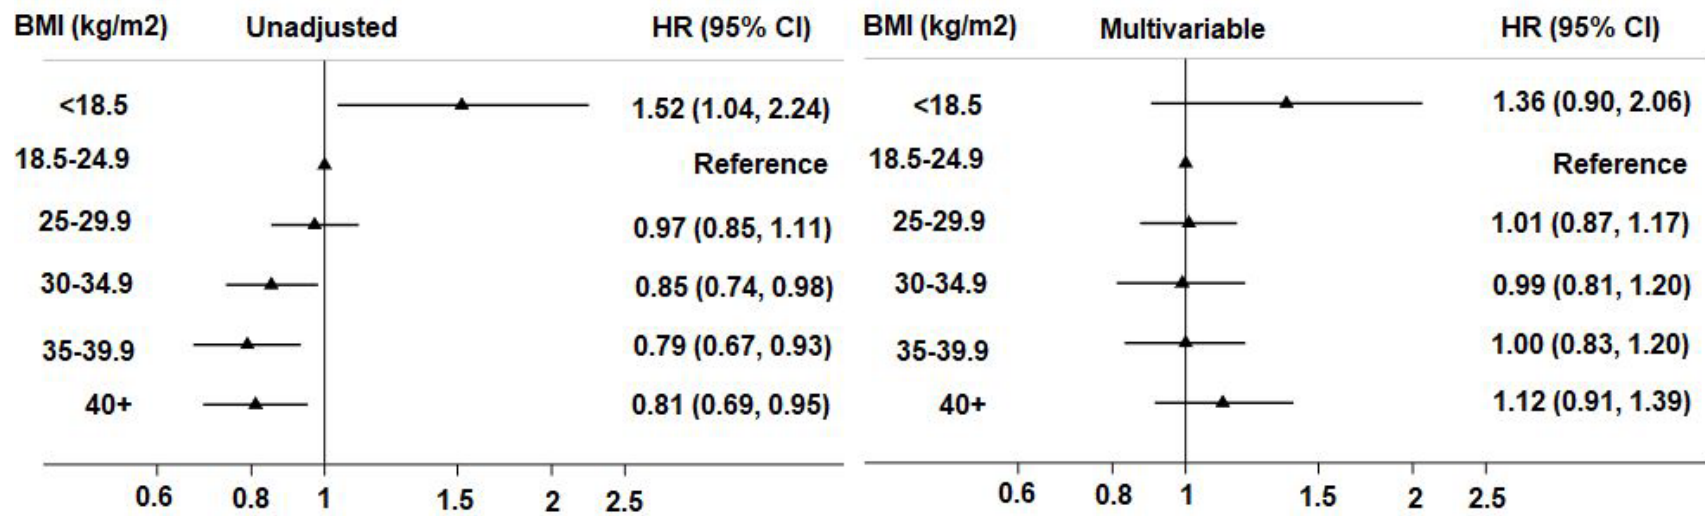 BMI (kg/m2) Unadjusted HR (95% CI)
<18.5 1.52 (1.04, 2.24)
18.5-24.9 Reference
25-29.9 0.97 (0.85, 1.11)
30-34.9 0.85 (0.74, 0.98)
35-39.9 0.79 (0.67, 0.93)
40+ 0.81 (0.69, 0.95)
0.6 0.8 1 1.5 2 2.5
BMI (kg/m2) Multivariable HR (95% CI)
<18.5 1.36 (0.90, 2.06)
18.5-24.9 Reference
25-29.9 1.01 (0.87, 1.17)
30-34.9 0.99 (0.81, 1.20)
35-39.9 1.00 (0.83, 1.20)
40+ 1.12 (0.91, 1.39)
0.6 0.8 1 1.5 2 2.5